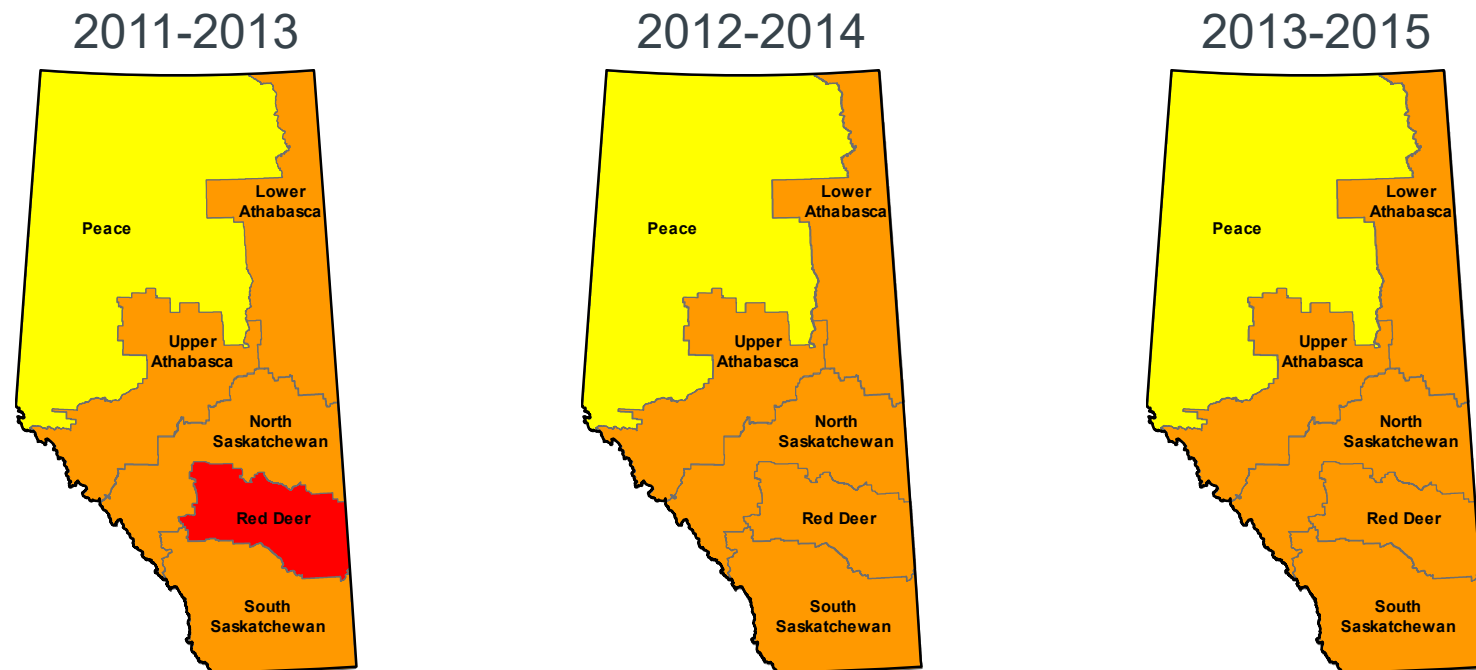 2011-2013
Peace
Lower
Athabasca
Upper
Athabasca
North
Saskatchewan
Red Deer
South
Saskatchewan
2012-2014
Peace
Lower
Athabasca
Upper
Athabasca
North
Saskatchewan
Red Deer
South
Saskatchewan
2013-2015
Peace
Lower
Athabasca
Upper
Athabasca
North
Saskatchewan
Red Deer
South
Saskatchewan